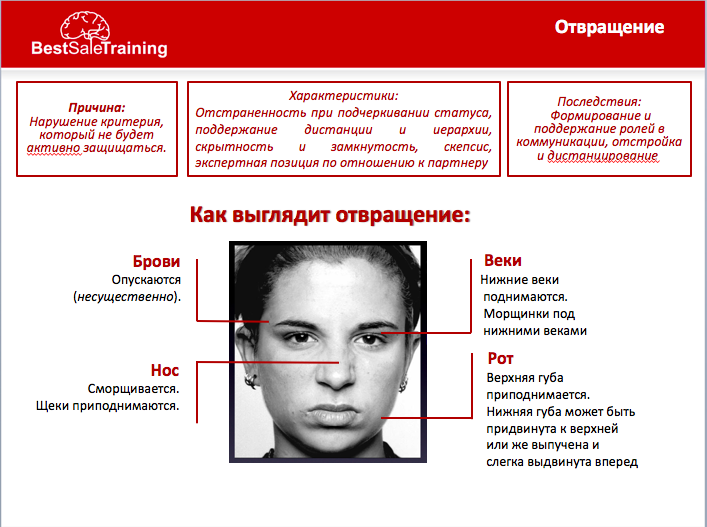 BestSaleTraining
Отвращение
Причина:
Нарушение критерия,
который не будет
активно защищаться.
Характеристики:
Отстраненность при подчеркивании статуса,
поддержание дистанции и иерархии,
скрытность и замкнутость, скепсис,
экспертная позиция по отношению к партнеру
Последствия:
Формирование и
поддержание ролей в
коммуникации, отстройка
и дистанцирование
Как выглядит отвращение:
Брови
Опускаются
(несущественно).
Веки
Нижние веки
поднимаются.
Морщинки под
нижними веками
Нос
Сморщивается.
Щеки приподнимаются.
Рот
Верхняя губа
приподнимается.
Нижняя губа может быть
придвинута к верхней
или же выпучена и
слегка выдвинута вперед